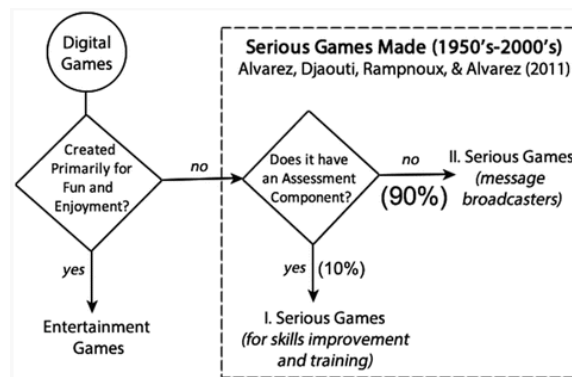 Digital
Games
Serious Games Made (1950's-2000's)
Alvarez, Djaouti, Rampnoux, & Alvarez (2011)
Created
Primarily for
Fun and
Enjoyment?
no
Does it have
an Assessment
Component?
no
(90%)
II. Serious Games
(message
broadcasters)
yes
Entertainment
Games
yes (10%)
I. Serious Games
(for skills improvement
and training)